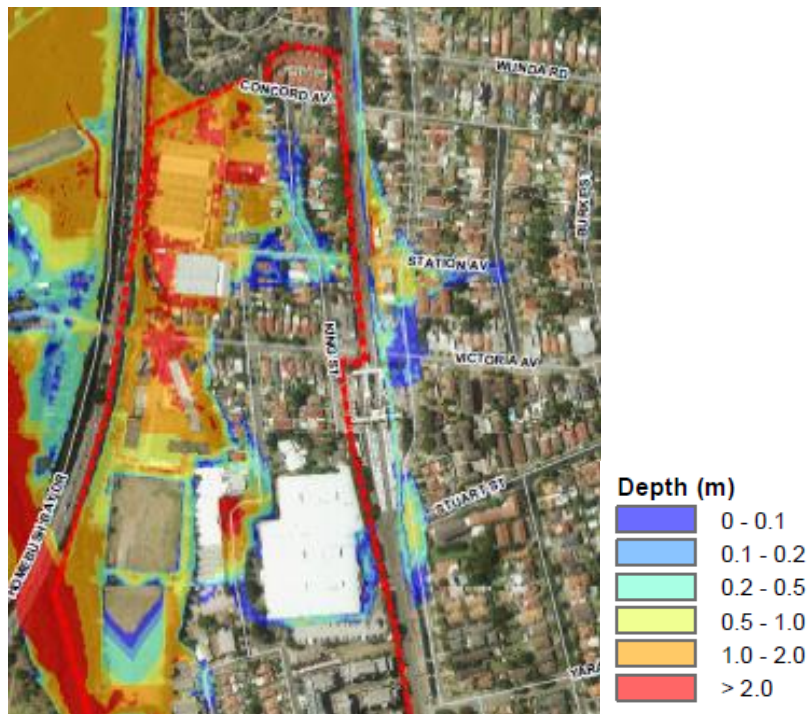 WUNDA RD
CONCORD AV
BURKE ST
STATION AV
KING ST
VICTORIA AV
HOMEBUSH BAY DR
STUART ST
YARA
Depth (m)
0 - 0.1
0.1 - 0.2
0.2 - 0.5
0.5 - 1.0
1.0 - 2.0
> 2.0